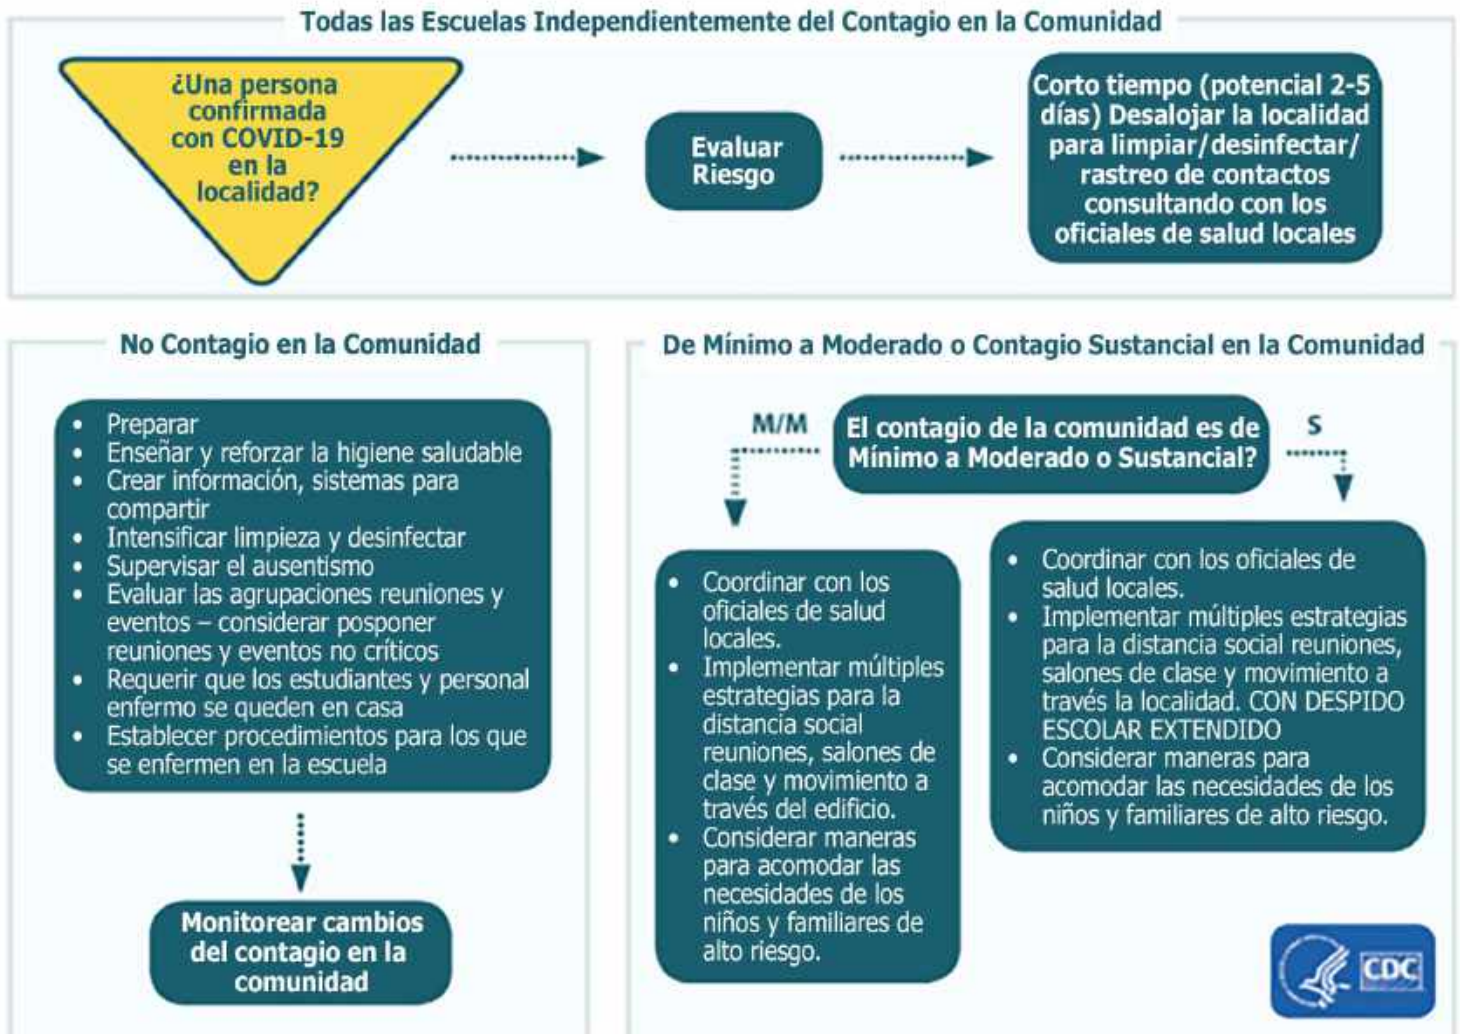 Todas las Escuelas Independientemente del Contagio en la Comunidad
¿Una persona
confirmada
con COVID-19
en la
localidad?
Evaluar
Riesgo
Corto tiempo (potencial 2-5
días) Desalojar la localidad
para limpiar/desinfectar/
rastreo de contactos
consultando con los
oficiales de salud locales
No Contagio en la Comunidad
• Preparar
• Enseñar y reforzar la higiene saludable
• Crear información, sistemas para
compartir
• Intensificar limpieza y desinfectar
• Supervisar el ausentismo
• Evaluar las agrupaciones reuniones y
eventos – considerar posponer
reuniones y eventos no críticos
• Requerir que los estudiantes y personal
enfermo se queden en casa
• Establecer procedimientos para los que
se enfermen en la escuela
Monitorear cambios
del contagio en la
comunidad
De Mínimo a Moderado o Contagio Sustancial en la Comunidad
El contagio de la comunidad es de
Mínimo a Moderado o Sustancial?
M/M
• Coordinar con los
oficiales de salud
locales.
• Implementar múltiples
estrategias para la
distancia social
reuniones, salones de
clase y movimiento a
través del edificio.
• Considerar maneras
para acomodar las
necesidades de los
niños y familiares de
alto riesgo.
S
• Coordinar con los oficiales de
salud locales.
• Implementar múltiples estrategias
para la distancia social reuniones,
salones de clase y movimiento a
través la localidad. CON DESPIDO
ESCOLAR EXTENDIDO
• Considerar maneras para
acomodar las necesidades de los
niños y familiares de alto riesgo.
CDC